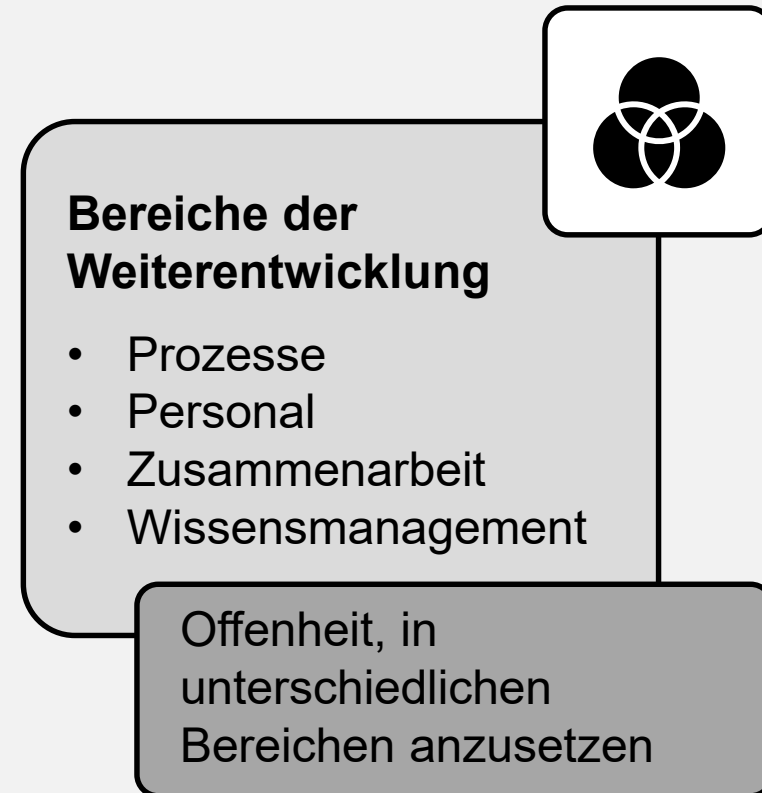 Bereiche der
Weiterentwicklung
• Prozesse
• Personal
• Zusammenarbeit
• Wissensmanagement
Offenheit, in
unterschiedlichen
Bereichen anzusetzen